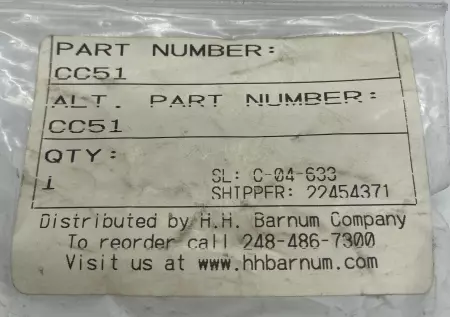 PART NUMBER:
CC51
ALT. PART NUMBER:
CC51
QTY:
1
SL: C-04-633
SHIPPER: 22454371
Distributed by H.H. Barnum Company
To reorder call 248-486-7300
Visit us at www.hhbarnum.com